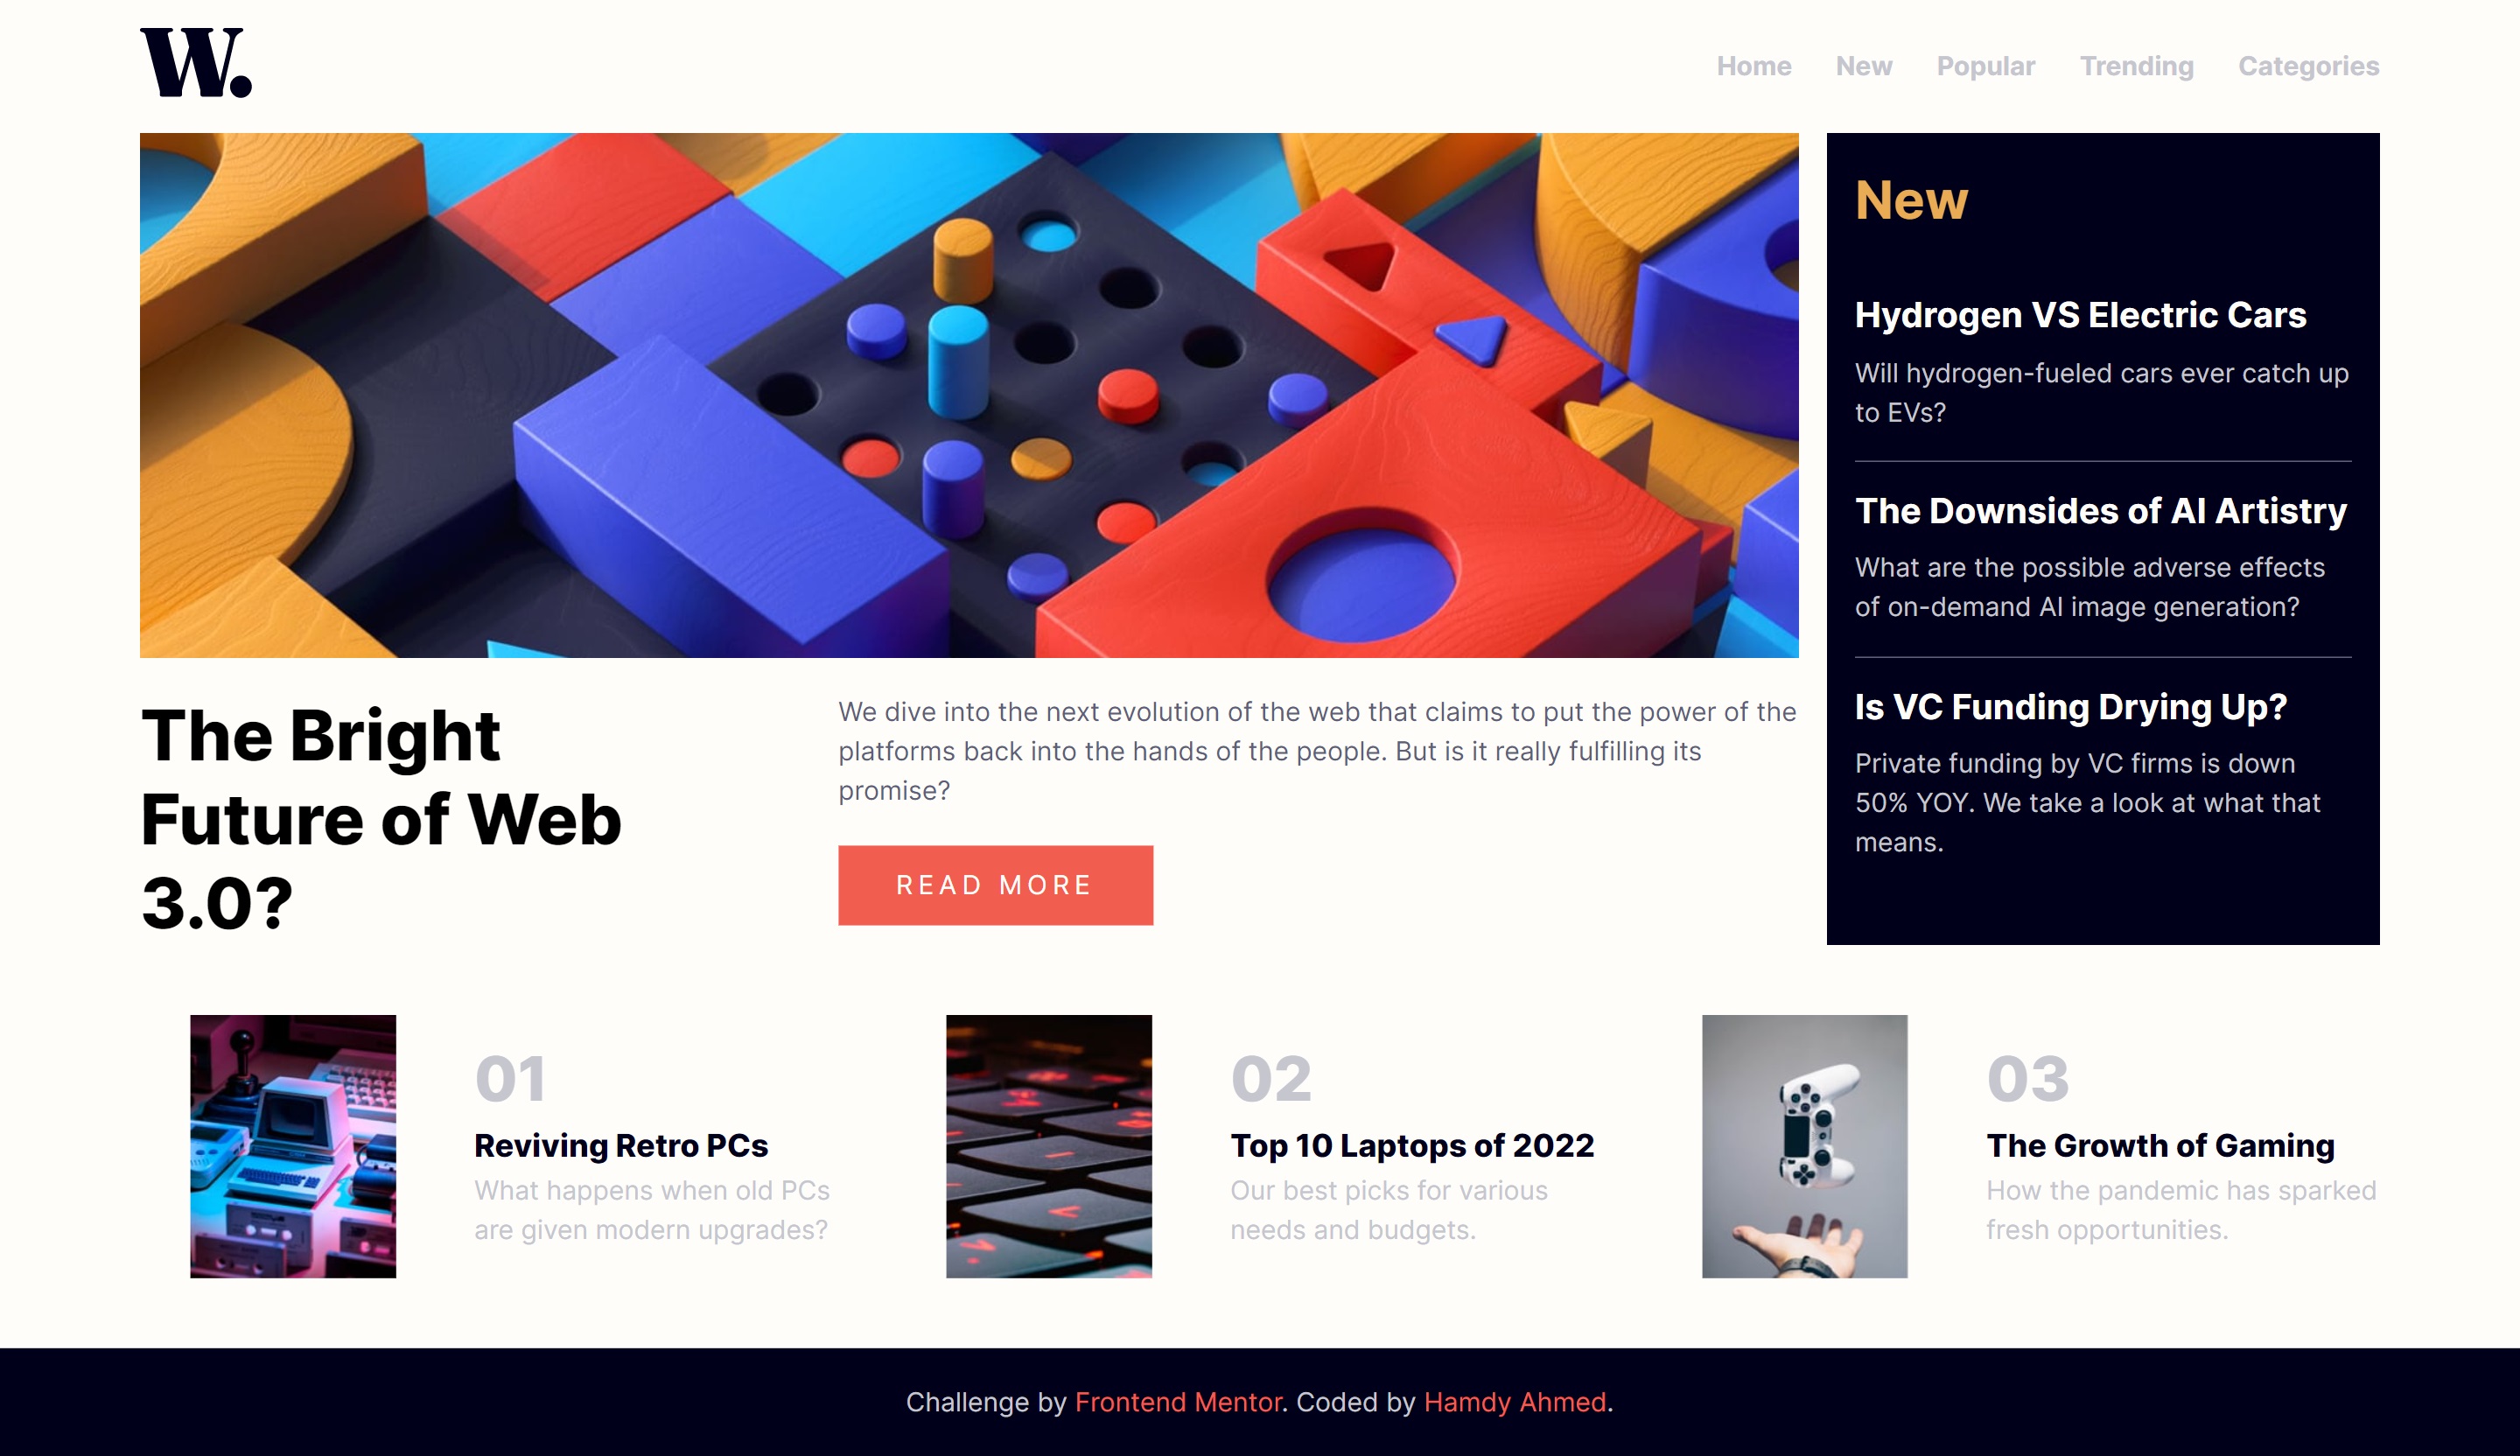 W.
Home New Popular Trending Categories
The Bright
Future of Web
3.0?
We dive into the next evolution of the web that claims to put the power of the
platforms back into the hands of the people. But is it really fulfilling its
promise?
READ MORE
New
Hydrogen VS Electric Cars
Will hydrogen-fueled cars ever catch up
to EVs?
The Downsides of AI Artistry
What are the possible adverse effects
of on-demand AI image generation?
Is VC Funding Drying Up?
Private funding by VC firms is down
50% YOY. We take a look at what that
means.
01
Reviving Retro PCs
What happens when old PCs
are given modern upgrades?
02
Top 10 Laptops of 2022
Our best picks for various
needs and budgets.
03
The Growth of Gaming
How the pandemic has sparked
fresh opportunities.
Challenge by Frontend Mentor. Coded by Hamdy Ahmed.